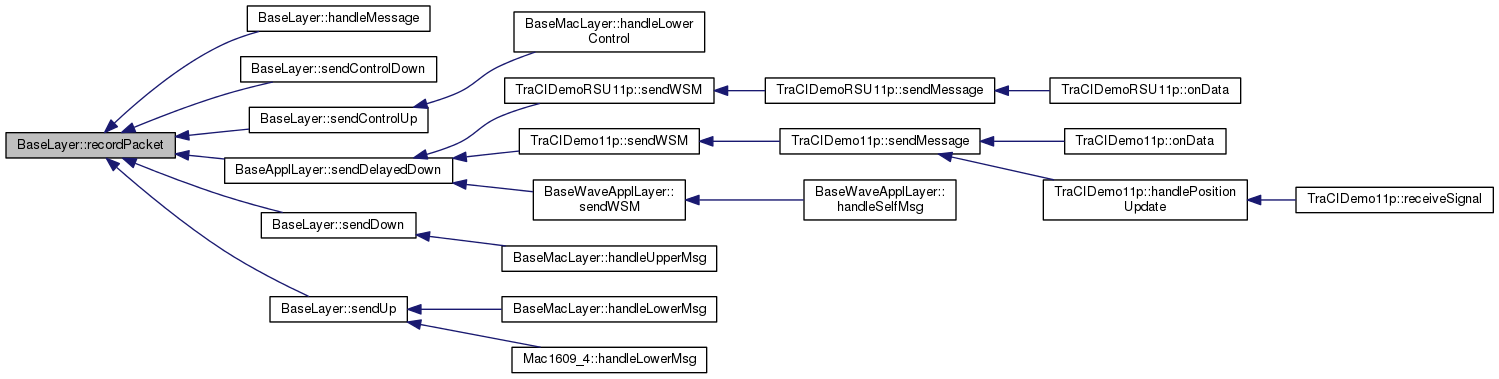 BaseLayer::recordPacket
BaseLayer::handleMessage
BaseLayer::sendControlDown
BaseLayer::sendControlUp
BaseApplLayer::sendDelayedDown
BaseLayer::sendDown
BaseLayer::sendUp
BaseMacLayer::handleLower
Control
TraCIDemoRSU11p::sendWSM
TraCIDemo11p::sendWSM
BaseWaveApplLayer::
sendWSM
BaseMacLayer::handleUpperMsg
BaseMacLayer::handleLowerMsg
Mac1609_4::handleLowerMsg
TraCIDemoRSU11p::sendMessage
TraCIDemo11p::sendMessage
BaseWaveApplLayer::
handleSelfMsg
TraCIDemoRSU11p::onData
TraCIDemo11p::onData
TraCIDemo11p::handlePosition
Update
TraCIDemo11p::receiveSignal